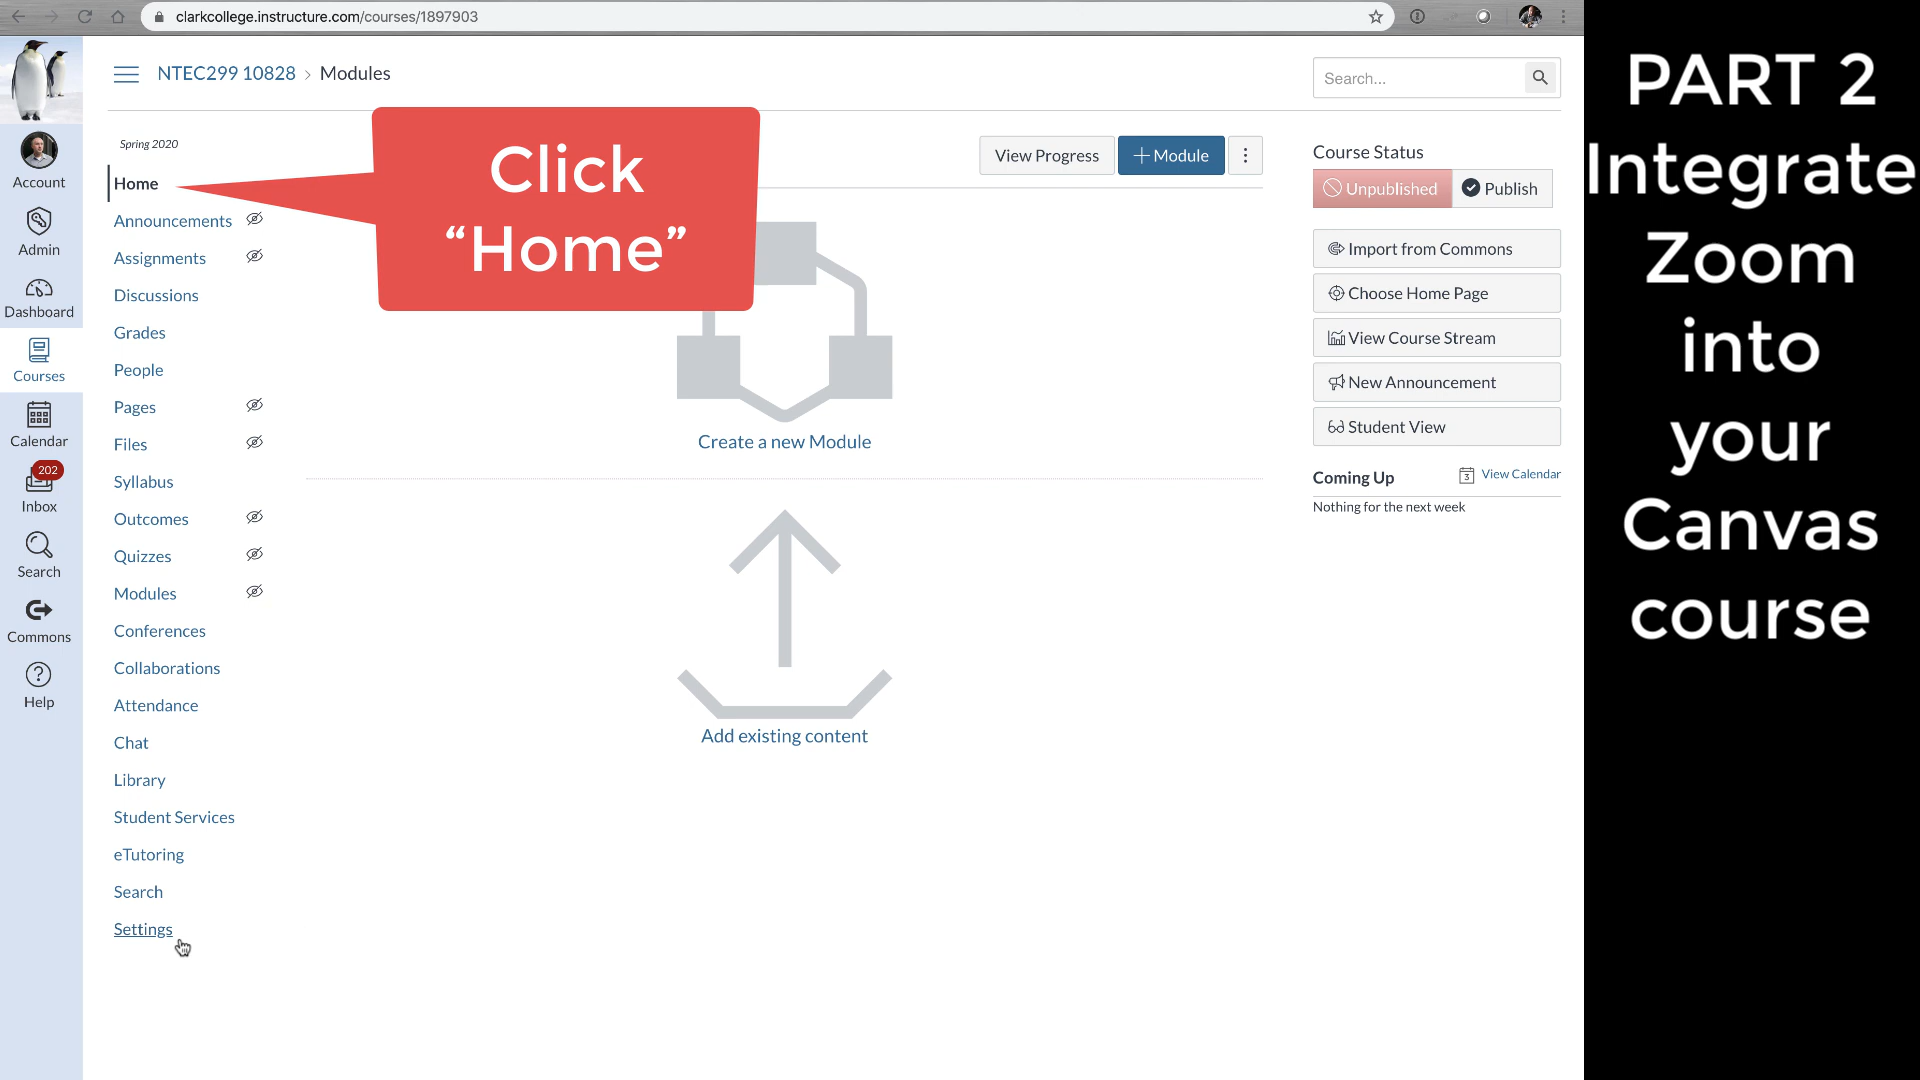 clarkcollege.instructure.com/courses/1897903
NTEC299 10828 › Modules
Search...
Spring 2020
Home
Announcements
Assignments
Discussions
Grades
People
Pages
Files
Syllabus
Outcomes
Quizzes
Modules
Conferences
Collaborations
Attendance
Chat
Library
Student Services
eTutoring
Search
Settings
Account
Admin
Dashboard
Courses
Calendar
202
Inbox
Search
Commons
Help
Click
“Home”
View Progress
+ Module
Create a new Module
Add existing content
Course Status
Unpublished
Publish
Import from Commons
Choose Home Page
View Course Stream
New Announcement
Student View
Coming Up
3
View Calendar
Nothing for the next week
PART 2
Integrate
Zoom
into
your
Canvas
course